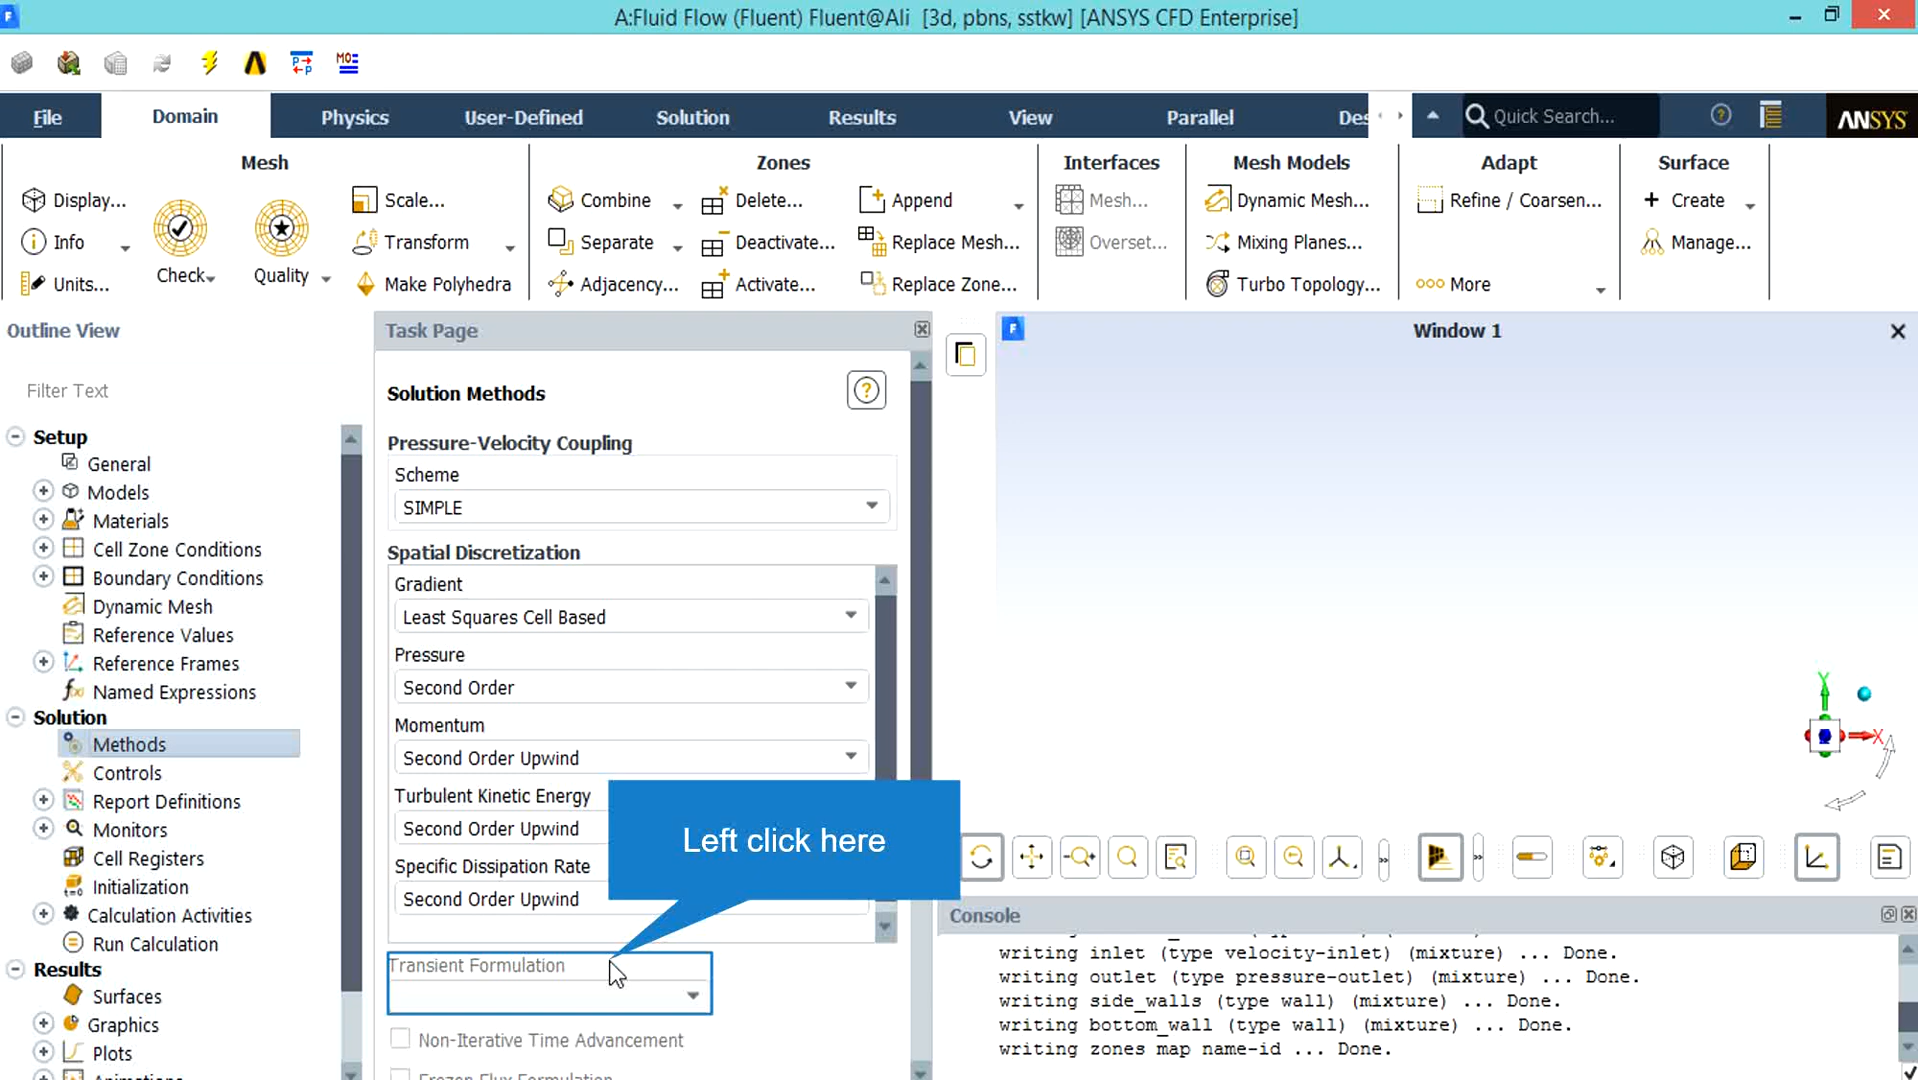 A:Fluid Flow (Fluent) Fluent@Ali [3d, pbns, sstkw] [ANSYS CFD Enterprise]
File
Domain
Physics
User-Defined
Solution
Results
View
Parallel
Des
Quick Search...
ANSYS
Mesh
Display...
Info
Units...
Check
Quality
Scale...
Transform
Make Polyhedra
Zones
Combine
Separate
Adjacency...
Delete...
Deactivate...
Activate...
Append
Replace Mesh...
Replace Zone...
Interfaces
Mesh...
Overset...
Mesh Models
Dynamic Mesh...
Mixing Planes...
Turbo Topology...
Adapt
Refine / Coarsen...
More
Surface
Create
Manage...
Outline View
Filter Text
Setup
General
Models
Materials
Cell Zone Conditions
Boundary Conditions
Dynamic Mesh
Reference Values
Reference Frames
Named Expressions
Solution
Methods
Controls
Report Definitions
Monitors
Cell Registers
Initialization
Calculation Activities
Run Calculation
Results
Surfaces
Graphics
Plots
Animations
Task Page
Solution Methods
Pressure-Velocity Coupling
Scheme
SIMPLE
Spatial Discretization
Gradient
Least Squares Cell Based
Pressure
Second Order
Momentum
Second Order Upwind
Turbulent Kinetic Energy
Second Order Upwind
Specific Dissipation Rate
Second Order Upwind
Left click here
Transient Formulation
Non-Iterative Time Advancement
Frozen Flux Formulation
Window 1
Y
X
Console
writing inlet (type velocity-inlet) (mixture) ... Done.
writing outlet (type pressure-outlet) (mixture) ... Done.
writing side_walls (type wall) (mixture) ... Done.
writing bottom_wall (type wall) (mixture) ... Done.
writing zones map name-id ... Done.